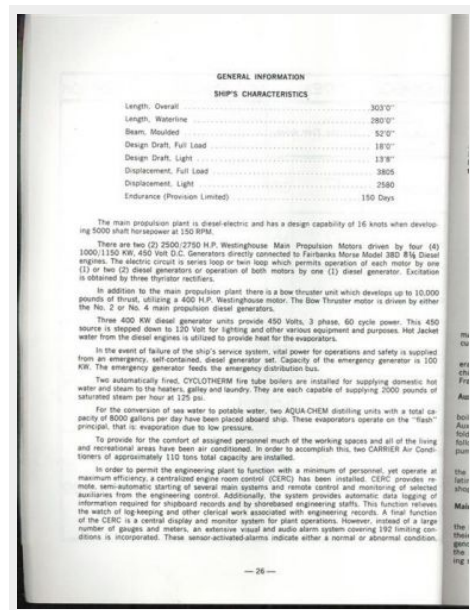 GENERAL INFORMATION
SHIP'S CHARACTERISTICS
Length, Overall ........ 303'0"
Length, Waterline ........ 280'0"
Beam, Moulded ........ 52'0"
Design Draft, Full Load ........ 18'0"
Design Draft, Light ........ 13'8"
Displacement, Full Load ........ 3805
Displacement, Light ........ 2580
Endurance (Provision Limited) ........ 150 Days
The main propulsion plant is diesel-electric and has a design capability of 16 knots when develop-
ing 5000 shaft horsepower at 150 RPM.
There are two (2) 2500/2750 H.P. Westinghouse Main Propulsion Motors driven by four (4)
1000/1150 KW, 450 Volt D.C. Generators directly connected to Fairbanks Morse Model 38D 8⅛ Diesel
engines. The electric circuit is series loop or twin loop which permits operation of each motor by one
(1) or two (2) diesel generators or operation of both motors by one (1) diesel generator. Excitation
is obtained by three thyristor rectifiers.
In addition to the main propulsion plant there is a bow thruster unit which develops up to 10,000
pounds of thrust, utilizing a 400 H.P. Westinghouse motor. The Bow Thruster motor is driven by either
the No. 2 or No. 4 main propulsion diesel generators.
Three 400 KW diesel generator units provide 450 Volts, 3 phase, 60 cycle power. This 450
source is stepped down to 120 Volt for lighting and other various equipment and purposes. Hot Jacket
water from the diesel engines is utilized to provide heat for the evaporators.
In the event of failure of the ship's service system, vital power for operations and safety is supplied
from an emergency, self-contained, diesel generator set. Capacity of the emergency generator is 100
KW. The emergency generator feeds the emergency distribution bus.
Two automatically fired, CYCLOTHERM fire tube boilers are installed for supplying domestic hot
water and steam to the heaters, galley and laundry. They are each capable of supplying 2000 pounds of
saturated steam per hour at 125 psi.
For the conversion of sea water to potable water, two AQUA-CHEM distilling units with a total ca-
pacity of 8000 gallons per day have been placed aboard ship. These evaporators operate on the "flash"
principal, that is: evaporation due to low pressure.
To provide for the comfort of assigned personnel much of the working spaces and all of the living
and recreational areas have been air conditioned. In order to accomplish this, two CARRIER Air Condi-
tioners of approximately 110 tons total capacity are installed.
In order to permit the engineering plant to function with a minimum of personnel, yet operate at
maximum efficiency, a centralized engine room control (CERC) has been installed. CERC provides re-
mote, semi-automatic starting of several main systems and remote control and monitoring of selected
auxiliaries from the engineering control. Additionally, the system provides automatic data logging of
information required for shipboard records and by shorebased engineering staffs. This function relieves
the watch of log-keeping and other clerical work associated with engineering records. A final function
of the CERC is a central display and monitor system for plant operations. However, instead of a large
number of gauges and meters, an extensive visual and audio alarm system covering 192 limiting con-
ditions is incorporated. These sensor-activated-alarms indicate either a normal or abnormal condition.
— 26 —